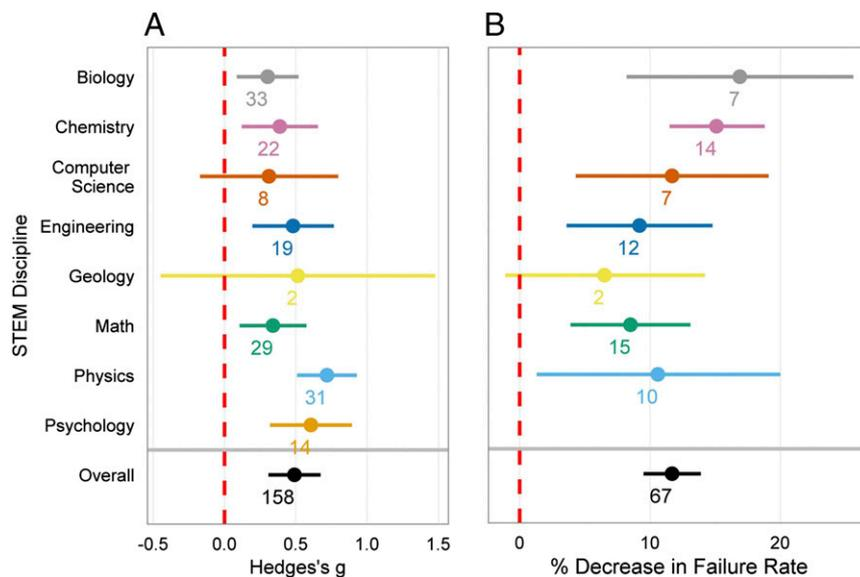 A
B
STEM Discipline
Biology
33
7
Chemistry
22
14
Computer
Science
8
7
Engineering
19
12
Geology
2
2
Math
29
15
Physics
31
10
Psychology
14
Overall
158
67
-0.5 0.0 0.5 1.0 1.5
0 10 20
Hedges's g
% Decrease in Failure Rate